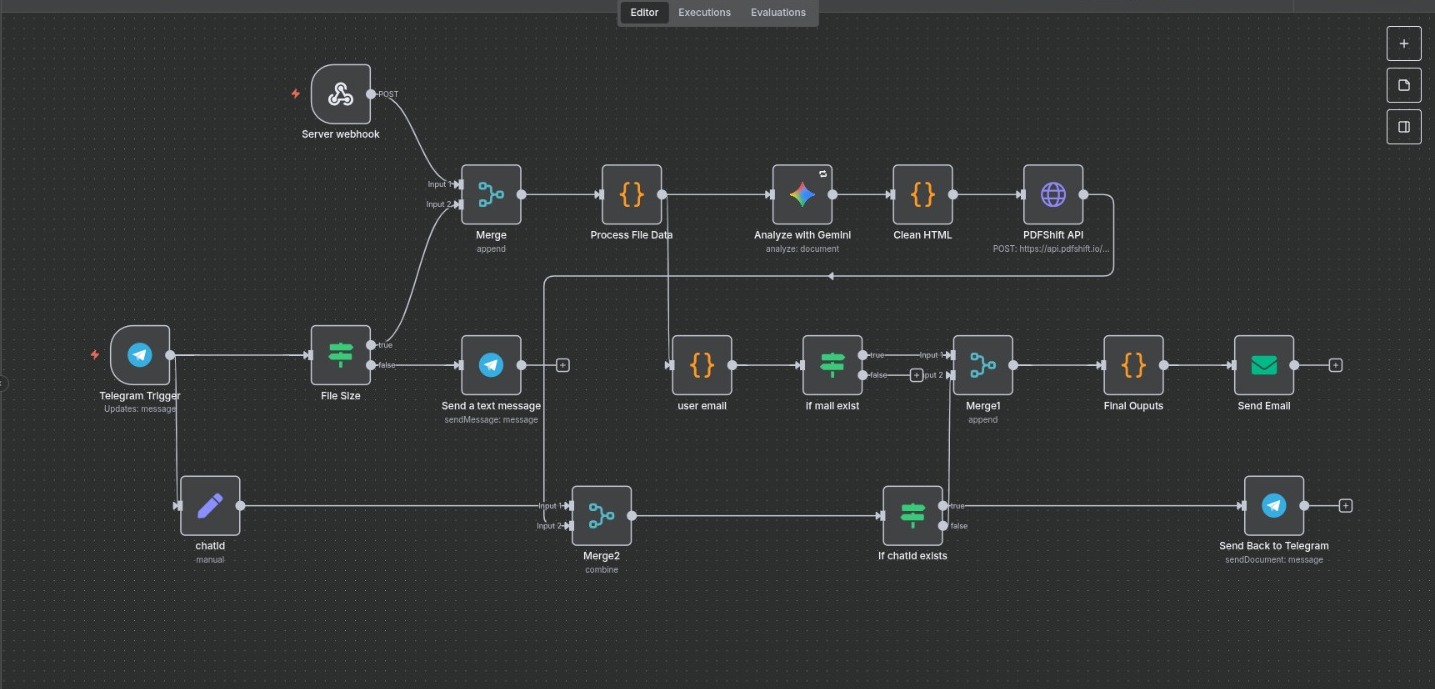 Editor Executions Evaluations
POST
Server webhook
Input 1
Input 2
Merge
append
Process File Data
Analyze with Gemini
analyze: document
Clean HTML
PDFShift API
POST: https://api.pdfshift.io/...
Telegram Trigger
Updates: message
true
false
File Size
Send a text message
sendMessage: message
user email
true
false
if mail exist
Input 1
put 2
Merge1
append
Final Ouputs
Send Email
chatId
manual
Input 1
Input 2
Merge2
combine
true
false
If chatId exists
Send Back to Telegram
sendDocument: message